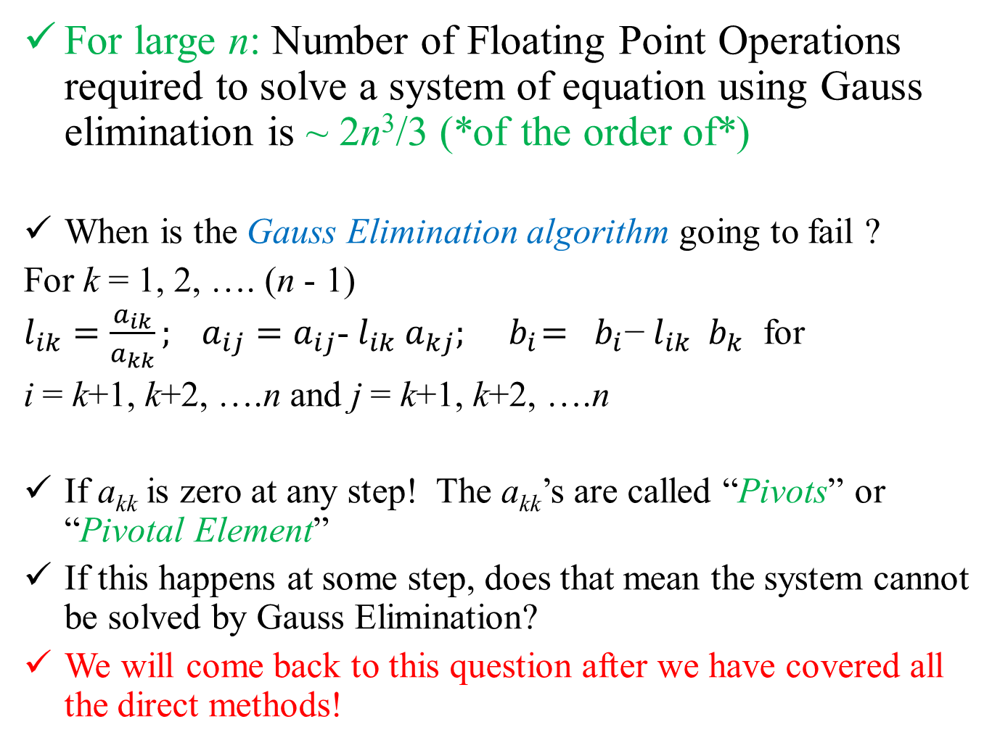 ✓ For large n: Number of Floating Point Operations
required to solve a system of equation using Gauss
elimination is ~ 2n³/3 (*of the order of*)
✓ When is the Gauss Elimination algorithm going to fail ?
For k = 1, 2, …. (n - 1)
l_{ik} = \frac{a_{ik}}{a_{kk}}; a_{ij} = a_{ij}- l_{ik} a_{kj}; b_i = b_i − l_{ik} b_k for
i = k+1, k+2, ….n and j = k+1, k+2, ….n
✓ If a_{kk} is zero at any step! The a_{kk}’s are called “Pivots” or
“Pivotal Element”
✓ If this happens at some step, does that mean the system cannot
be solved by Gauss Elimination?
✓ We will come back to this question after we have covered all
the direct methods!